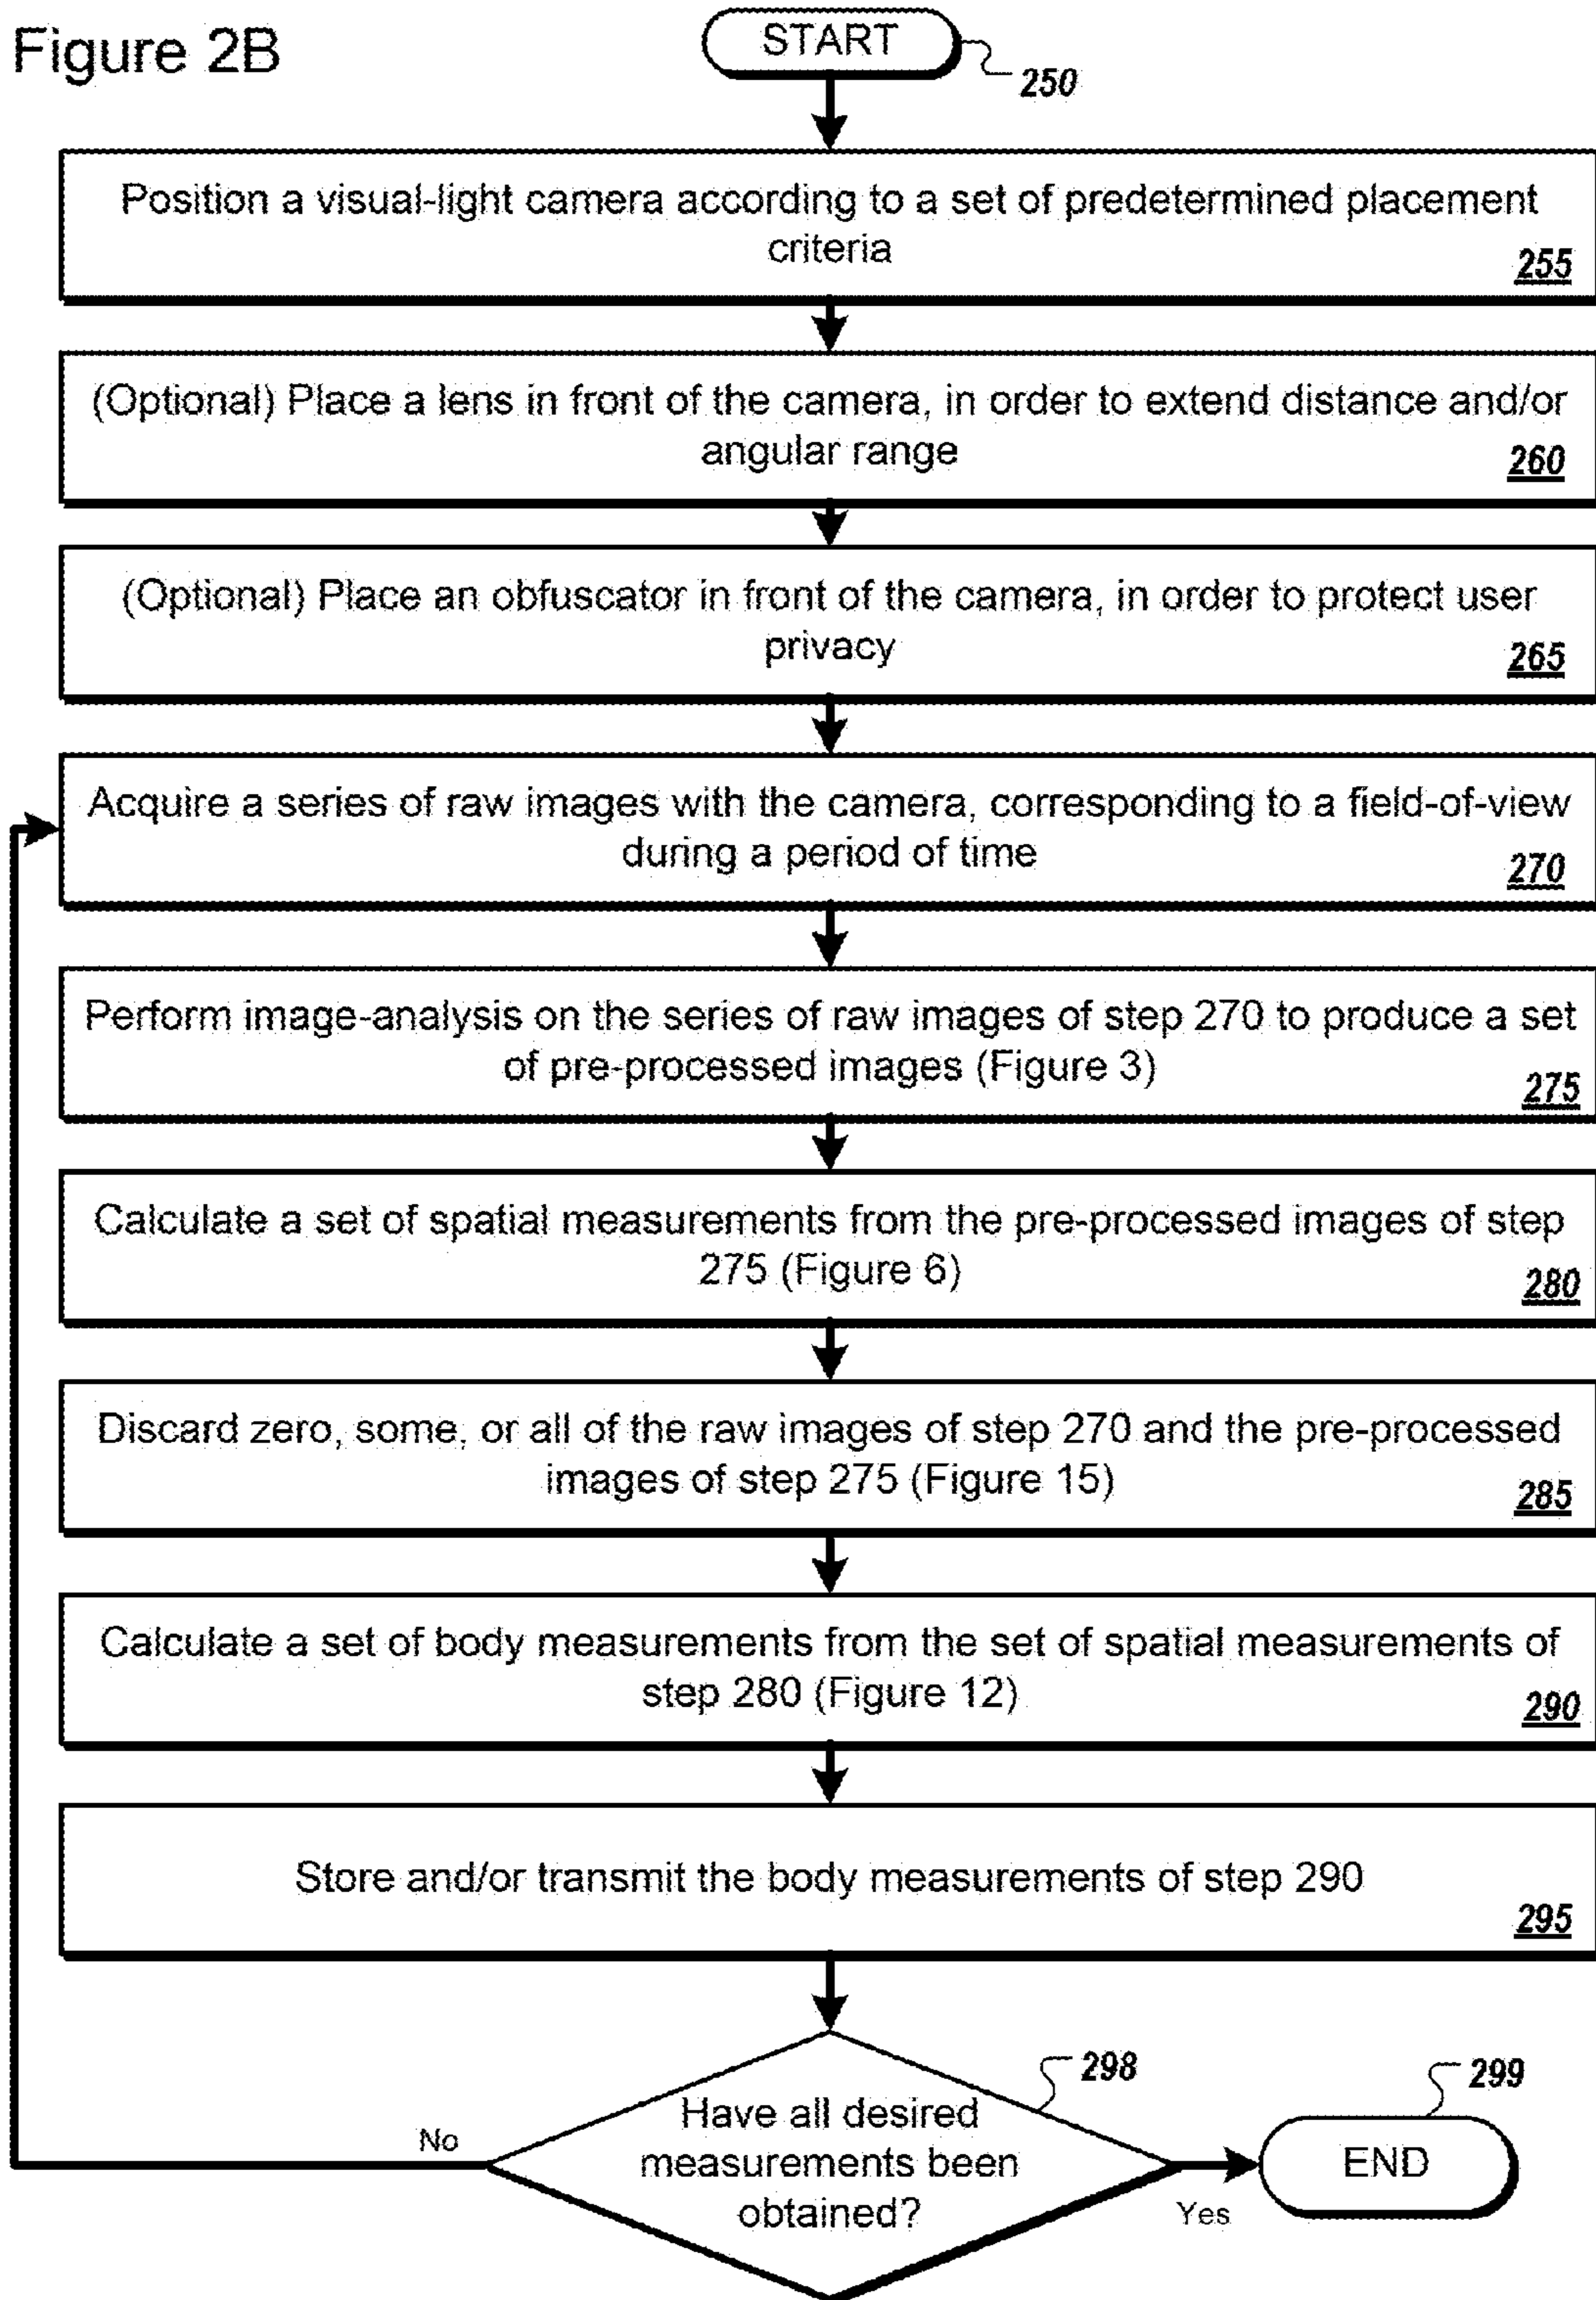 Figure 2B
START
250
Position a visual-light camera according to a set of predetermined placement
criteria
255
(Optional) Place a lens in front of the camera, in order to extend distance and/or
angular range
260
(Optional) Place an obfuscator in front of the camera, in order to protect user
privacy
265
Acquire a series of raw images with the camera, corresponding to a field-of-view
during a period of time
270
Perform image-analysis on the series of raw images of step 270 to produce a set
of pre-processed images (Figure 3)
275
Calculate a set of spatial measurements from the pre-processed images of step
275 (Figure 6)
280
Discard zero, some, or all of the raw images of step 270 and the pre-processed
images of step 275 (Figure 15)
285
Calculate a set of body measurements from the set of spatial measurements of
step 280 (Figure 12)
290
Store and/or transmit the body measurements of step 290
295
298
299
Have all desired
measurements been
obtained?
No
Yes
END